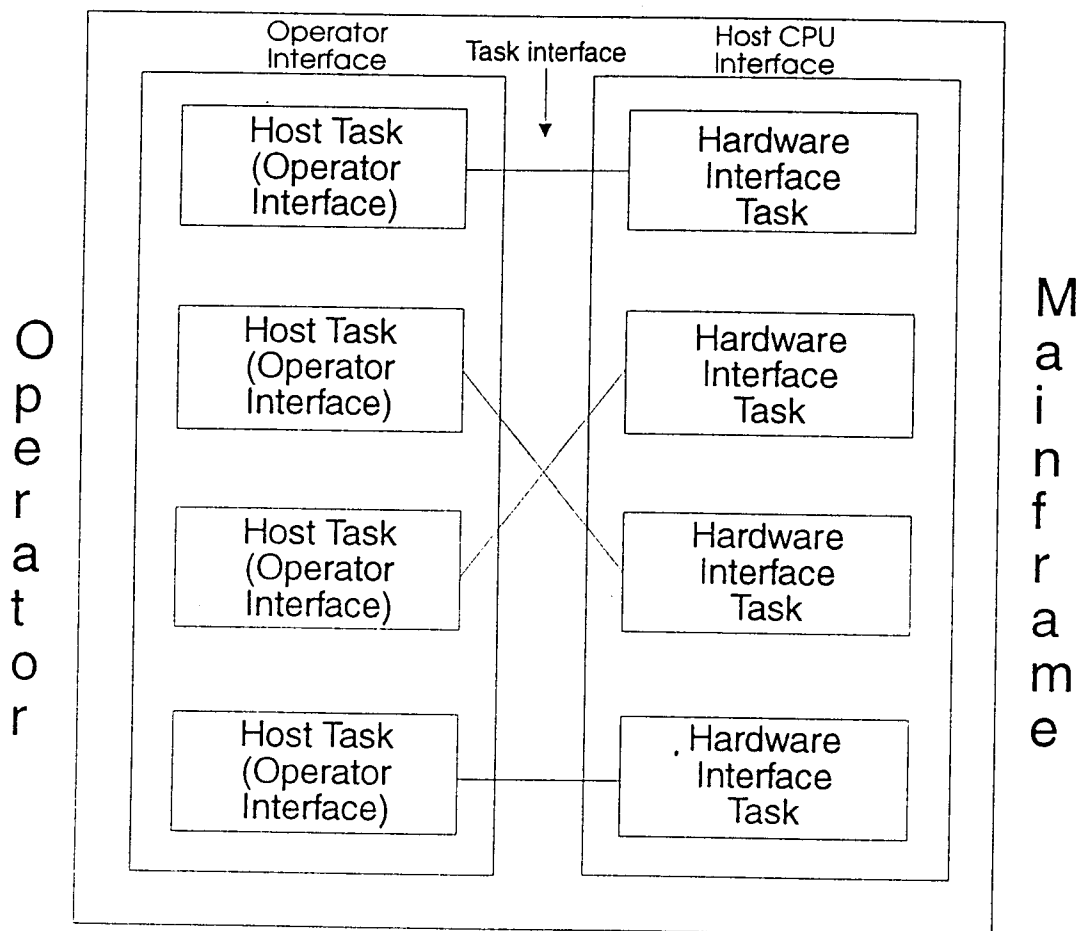 Operator
Interface
Task interface
Host CPU
Interface
Host Task
(Operator
Interface)
Hardware
Interface
Task
Host Task
(Operator
Interface)
Hardware
Interface
Task
Host Task
(Operator
Interface)
Hardware
Interface
Task
Host Task
(Operator
Interface)
Hardware
Interface
Task
Operator
Mainframe